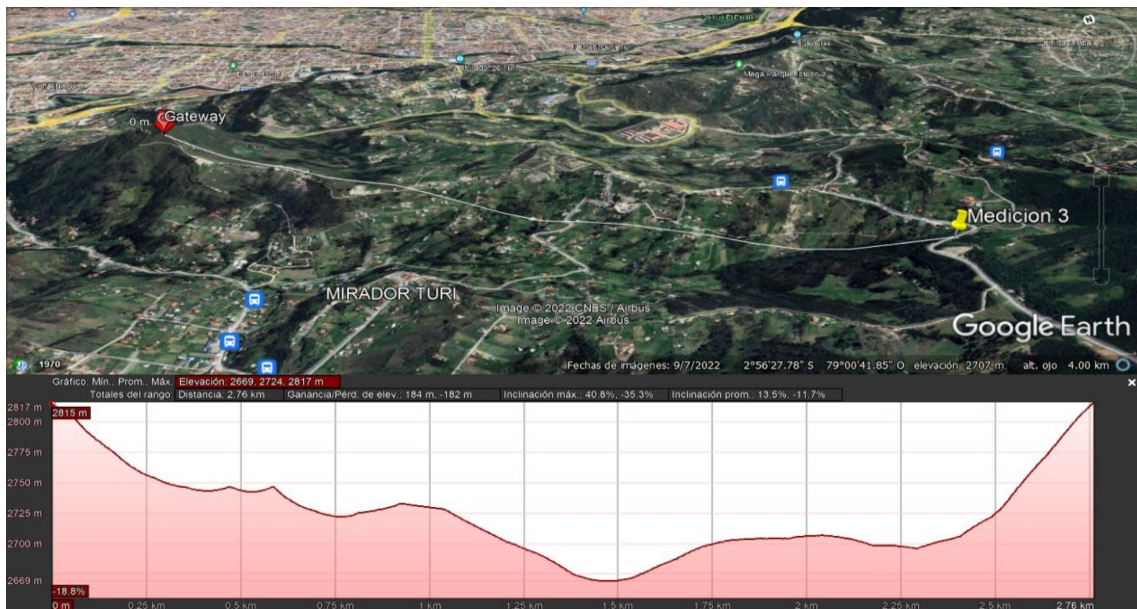 0 m
Gateway
Medicion 3
MIRADOR TURI
Image © 2022 CNES / Airbus
Image © 2022 Airbus
Google Earth
1970
Fechas de imágenes: 9/7/2022 2°56'27.78" S 79°00'41.85" O elevación 2707 m alt. ojo 4.00 km
Gráfico: Mín., Prom., Máx. Elevación: 2669, 2724, 2817 m
Totales del rango: Distancia: 2.76 km Ganancia/Pérd. de elev.: 184 m, -182 m Inclinación máx.: 40.8%, -35.3% Inclinación prom.: 13.5%, -11.7%
2817 m
2815 m
2800 m
2775 m
2750 m
2725 m
2700 m
2669 m
-18.8%
0 m 0.25 km 0.5 km 0.75 km 1 km 1.25 km 1.5 km 1.75 km 2 km 2.25 km 2.5 km 2.76 km